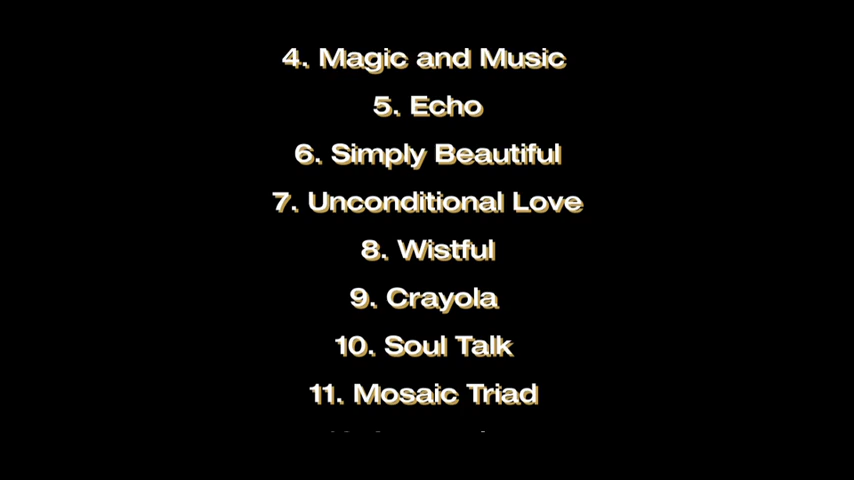 4. Magic and Music
5. Echo
6. Simply Beautiful
7. Unconditional Love
8. Wistful
9. Crayola
10. Soul Talk
11. Mosaic Triad